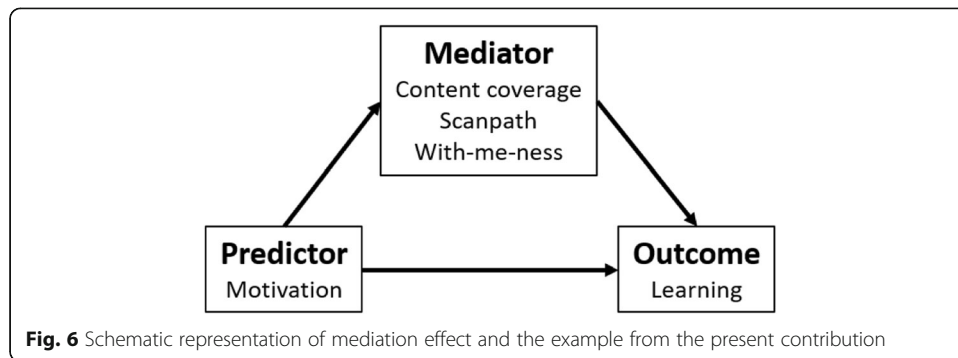 Mediator
Content coverage
Scanpath
With-me-ness
Predictor
Motivation
Outcome
Learning
Fig. 6 Schematic representation of mediation effect and the example from the present contribution